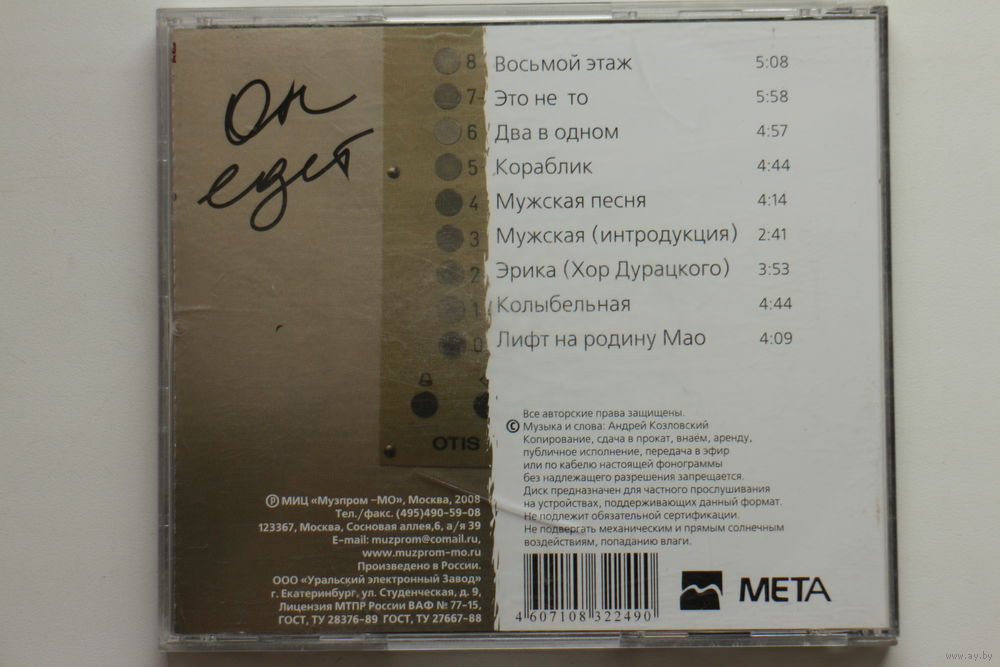 Он
едет
8 Восьмой этаж 5:08
7 Это не то 5:58
6 Два в одном 4:57
5 Кораблик 4:44
4 Мужская песня 4:14
3 Мужская (интродукция) 2:41
2 Эрика (Хор Дурацкого) 3:53
1 Колыбельная 4:44
0 Лифт на родину Мао 4:09
OTIS
Все авторские права защищены.
© Музыка и слова: Андрей Козловский
Копирование, сдача в прокат, внаём, аренду,
публичное исполнение, передача в эфир
или по кабелю настоящей фонограммы
без надлежащего разрешения запрещается.
Диск предназначен для частного прослушивания
на устройствах, поддерживающих данный формат.
Не подлежит обязательной сертификации.
Не подвергать механическим и прямым солнечным
воздействиям, попаданию влаги.
℗ МИЦ «Музпром –МО», Москва, 2008
Тел./факс. (495)490–59–08
123367, Москва, Сосновая аллея,6, а/я 39
E-mail: muzprom@comail.ru,
www.muzprom-mo.ru
Произведено в России.
ООО «Уральский электронный Завод»
г. Екатеринбург, ул. Студенческая, д. 9,
Лицензия МТПР России ВАФ № 77–15,
ГОСТ, ТУ 28376–89 ГОСТ, ТУ 27667–88
4 607108 322490
МЕТА
www.ay.by